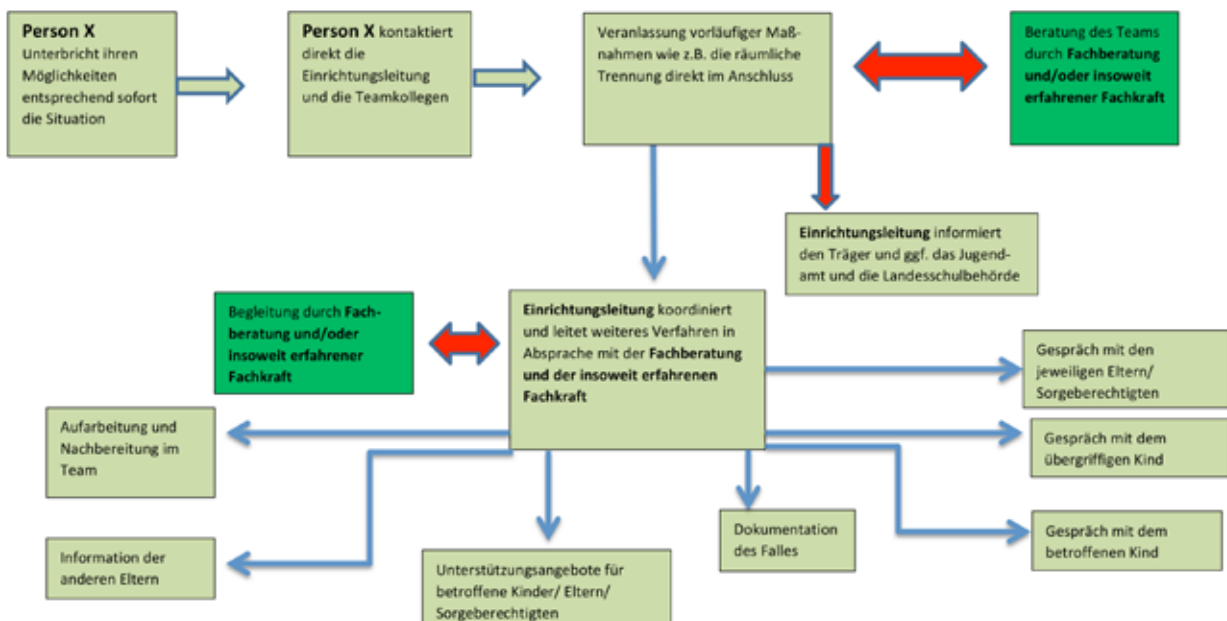 Person X
Unterbricht ihren
Möglichkeiten
entsprechend sofort
die Situation
Person X kontaktiert
direkt die
Einrichtungsleitung
und die Teamkollegen
Veranlassung vorläufiger Maß-
nahmen wie z.B. die räumliche
Trennung direkt im Anschluss
Beratung des Teams
durch Fachberatung
und/oder insoweit
erfahrener Fachkraft
Einrichtungsleitung informiert
den Träger und ggf. das Jugend-
amt und die Landesschulbehörde
Begleitung durch Fach-
beratung und/oder
insoweit erfahrener
Fachkraft
Einrichtungsleitung koordiniert
und leitet weiteres Verfahren in
Absprache mit der Fachberatung
und der insoweit erfahrenen
Fachkraft
Gespräch mit den
jeweiligen Eltern/
Sorgeberechtigten
Aufarbeitung und
Nachbereitung im
Team
Gespräch mit dem
übergriffigen Kind
Information der
anderen Eltern
Unterstützungsangebote für
betroffene Kinder/ Eltern/
Sorgeberechtigten
Dokumentation
des Falles
Gespräch mit dem
betroffenen Kind